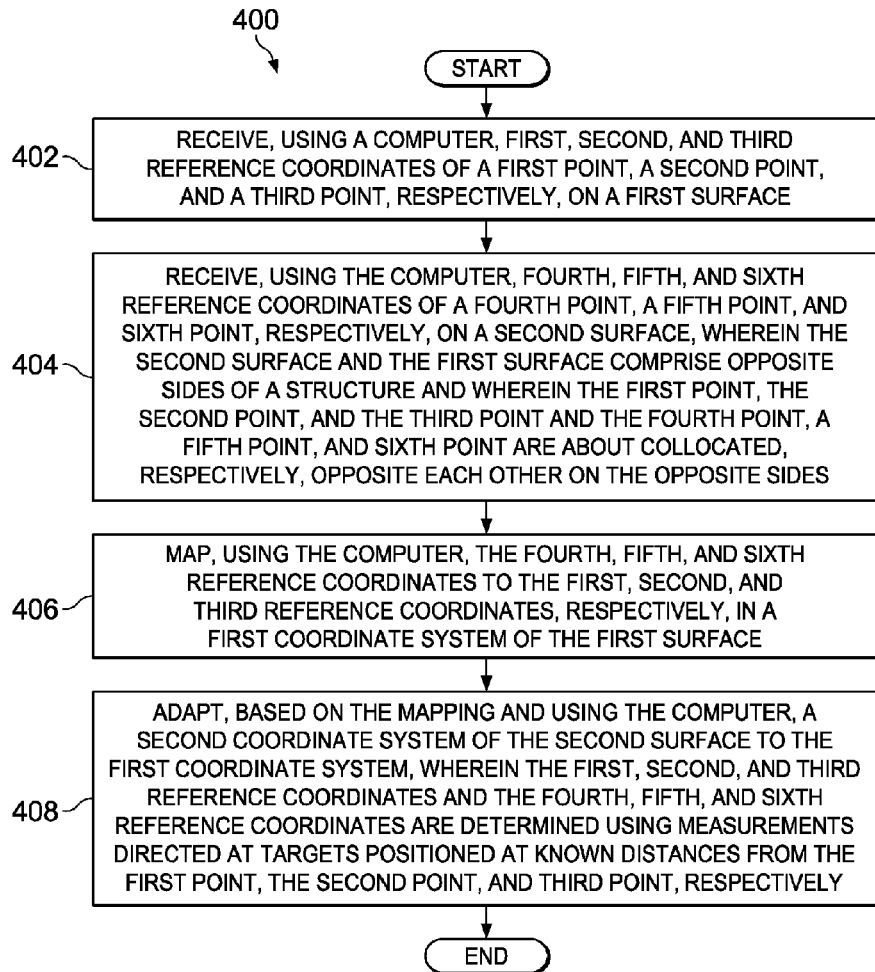 400
START
402
RECEIVE, USING A COMPUTER, FIRST, SECOND, AND THIRD
REFERENCE COORDINATES OF A FIRST POINT, A SECOND POINT,
AND A THIRD POINT, RESPECTIVELY, ON A FIRST SURFACE
404
RECEIVE, USING THE COMPUTER, FOURTH, FIFTH, AND SIXTH
REFERENCE COORDINATES OF A FOURTH POINT, A FIFTH POINT, AND
SIXTH POINT, RESPECTIVELY, ON A SECOND SURFACE, WHEREIN THE
SECOND SURFACE AND THE FIRST SURFACE COMPRISE OPPOSITE
SIDES OF A STRUCTURE AND WHEREIN THE FIRST POINT, THE
SECOND POINT, AND THE THIRD POINT AND THE FOURTH POINT, A
FIFTH POINT, AND SIXTH POINT ARE ABOUT COLLOCATED,
RESPECTIVELY, OPPOSITE EACH OTHER ON THE OPPOSITE SIDES
406
MAP, USING THE COMPUTER, THE FOURTH, FIFTH, AND SIXTH
REFERENCE COORDINATES TO THE FIRST, SECOND, AND
THIRD REFERENCE COORDINATES, RESPECTIVELY, IN A
FIRST COORDINATE SYSTEM OF THE FIRST SURFACE
408
ADAPT, BASED ON THE MAPPING AND USING THE COMPUTER, A
SECOND COORDINATE SYSTEM OF THE SECOND SURFACE TO THE
FIRST COORDINATE SYSTEM, WHEREIN THE FIRST, SECOND, AND THIRD
REFERENCE COORDINATES AND THE FOURTH, FIFTH, AND SIXTH
REFERENCE COORDINATES ARE DETERMINED USING MEASUREMENTS
DIRECTED AT TARGETS POSITIONED AT KNOWN DISTANCES FROM THE
FIRST POINT, THE SECOND POINT, AND THIRD POINT, RESPECTIVELY
END